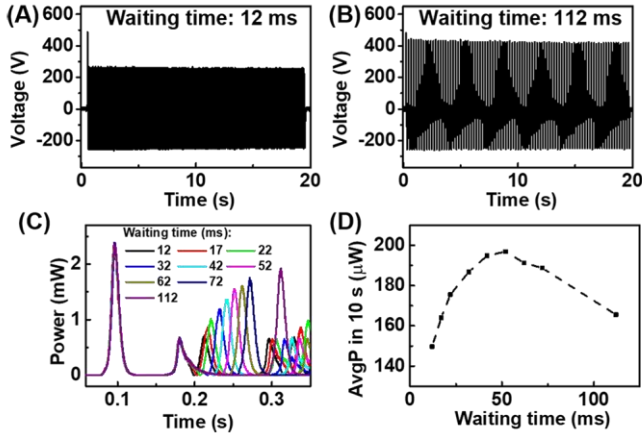 (A)
Waiting time: 12 ms
Voltage (V)
600
400
200
0
-200
0
10
20
Time (s)
(B)
Waiting time: 112 ms
Voltage (V)
600
400
200
0
-200
0
5
10
15
20
Time (s)
(C)
Waiting time (ms):
12 17 22
32 42 52
62 72
112
Power (mW)
2
1
0
0.1
0.2
0.3
Time (s)
(D)
AvgP in 10 s (μW)
200
180
160
140
0
50
100
Waiting time (ms)